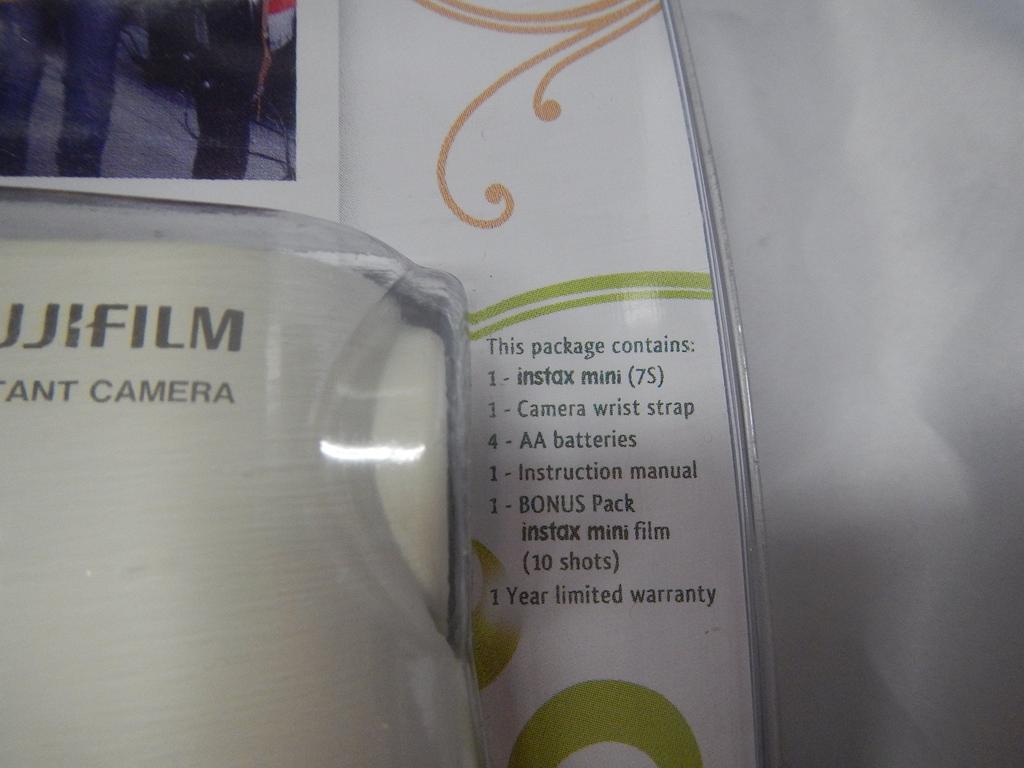 UJIFILM
TANT CAMERA
This package contains:
1 - instax mini (7S)
1 - Camera wrist strap
4 - AA batteries
1 - Instruction manual
1 - BONUS Pack
instax mini film
(10 shots)
1 Year limited warranty